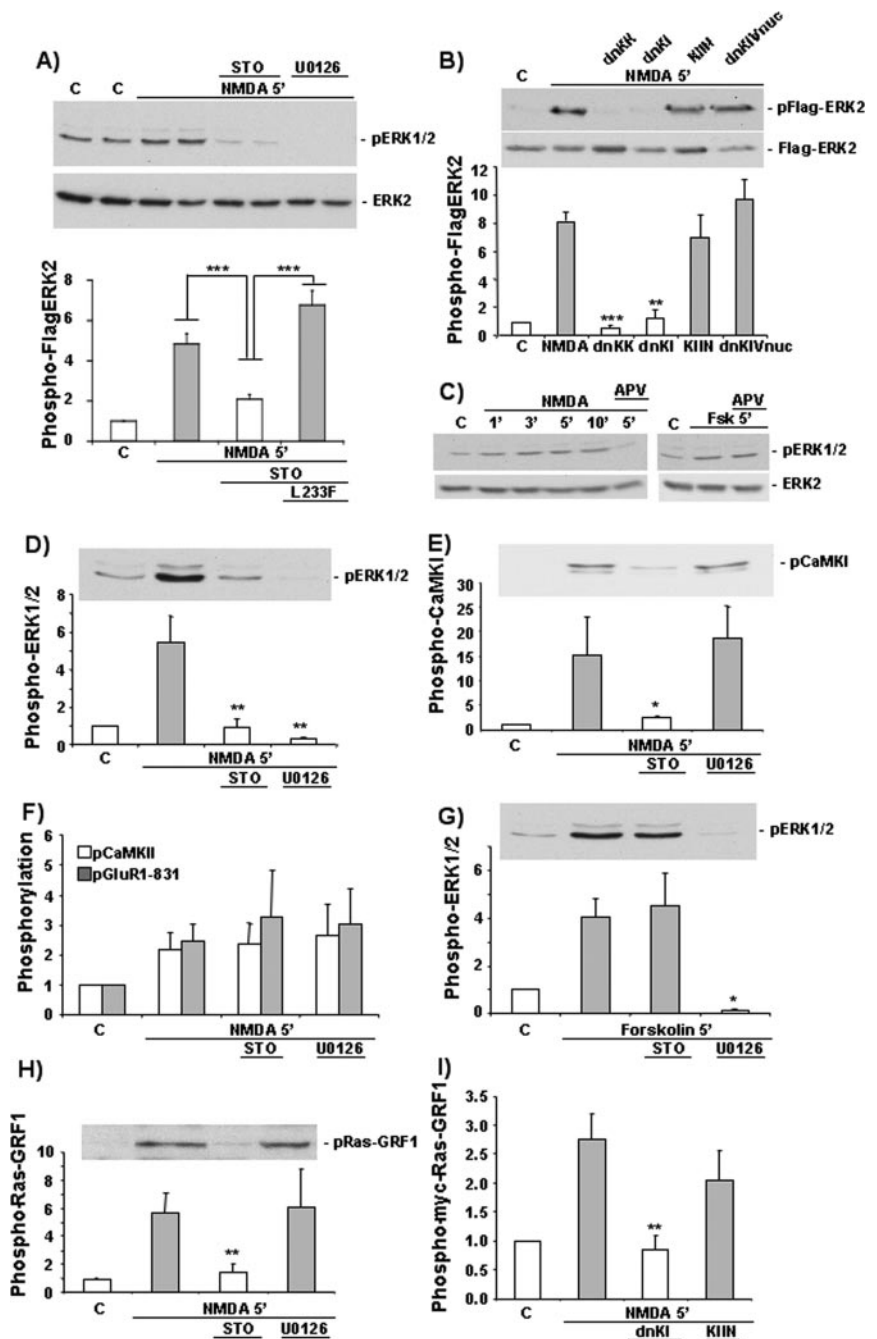 A)
STO U0126
C C NMDA 5'
- pERK1/2
- ERK2
Phospho-FlagERK2
8
6
4
2
0
*** ***
C
NMDA 5'
STO
L233F
B)
dnKK dnKI KIIN dnKIVnuc
C NMDA 5'
- pFlag-ERK2
- Flag-ERK2
Phospho-FlagERK2
12
10
8
6
4
2
0
*** **
C NMDA dnKK dnKI KIIN dnKIVnuc
C)
NMDA APV
C 1' 3' 5' 10' 5'
APV
C Fsk 5'
- pERK1/2
- ERK2
D)
- pERK1/2
Phospho-ERK1/2
8
6
4
2
0
** **
C
NMDA 5'
STO U0126
E)
- pCaMKI
Phospho-CaMKI
35
30
25
20
15
10
5
0
*
C
NMDA 5'
STO U0126
F)
Phosphorylation
6
5
4
3
2
1
0
pCaMKII
pGluR1-831
C
NMDA 5'
STO U0126
G)
- pERK1/2
Phospho-ERK1/2
8
6
4
2
0
*
C
Forskolin 5'
STO U0126
H)
- pRas-GRF1
Phospho-Ras-GRF1
10
8
6
4
2
0
**
C
NMDA 5'
STO U0126
I)
Phospho-myc-Ras-GRF1
3.5
3.0
2.5
2.0
1.5
1.0
0.5
0
**
C
NMDA 5'
dnKI KIIN